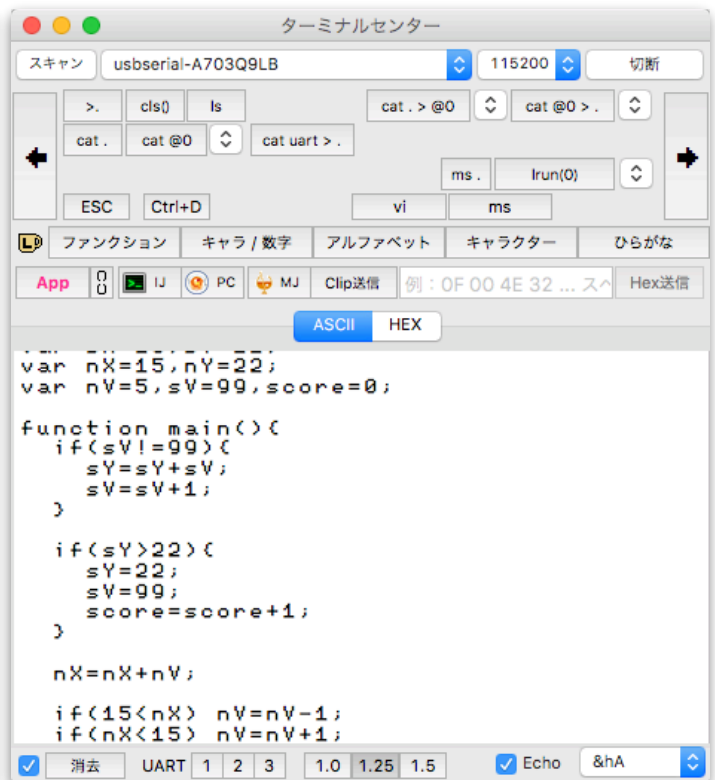 ターミナルセンター
スキャン usbserial-A703Q9LB 115200 切断
>. cls() ls cat . > @0 cat @0 > .
cat . cat @0 cat uart > .
ms . lrun(0)
ESC Ctrl+D vi ms
ファンクション キャラ / 数字 アルファベット キャラクター ひらがな
App IJ PC MJ Clip送信 例：0F 00 4E 32 ... スペ Hex送信
ASCII HEX
var nX=15,nY=22;
var nV=5,sV=99,score=0;
function main(){
if(sV!=99){
sY=sY+sV;
sV=sV+1;
}
if(sY>22){
sY=22;
sV=99;
score=score+1;
}
nX=nX+nV;
if(15<nX) nV=nV-1;
if(nX<15) nV=nV+1;
消去 UART 1 2 3 1.0 1.25 1.5 Echo &hA